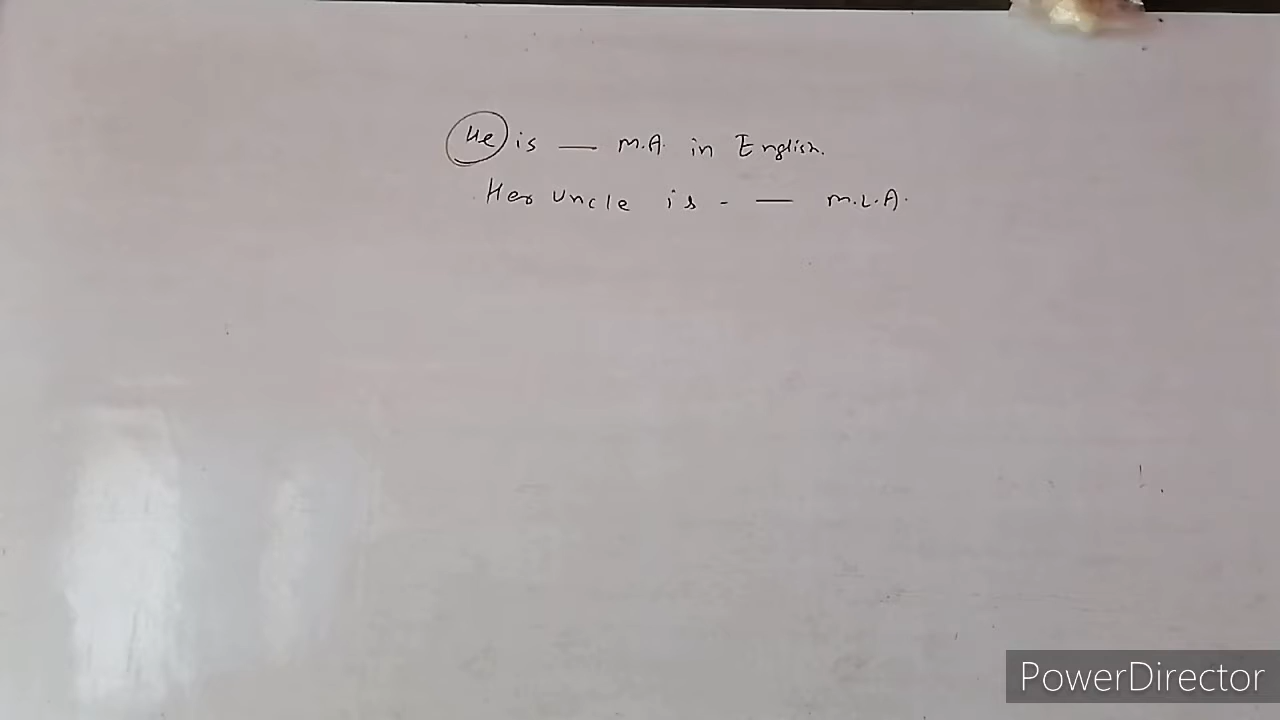 He is — M.A. in English.
Her uncle is - — M.L.A.
PowerDirector